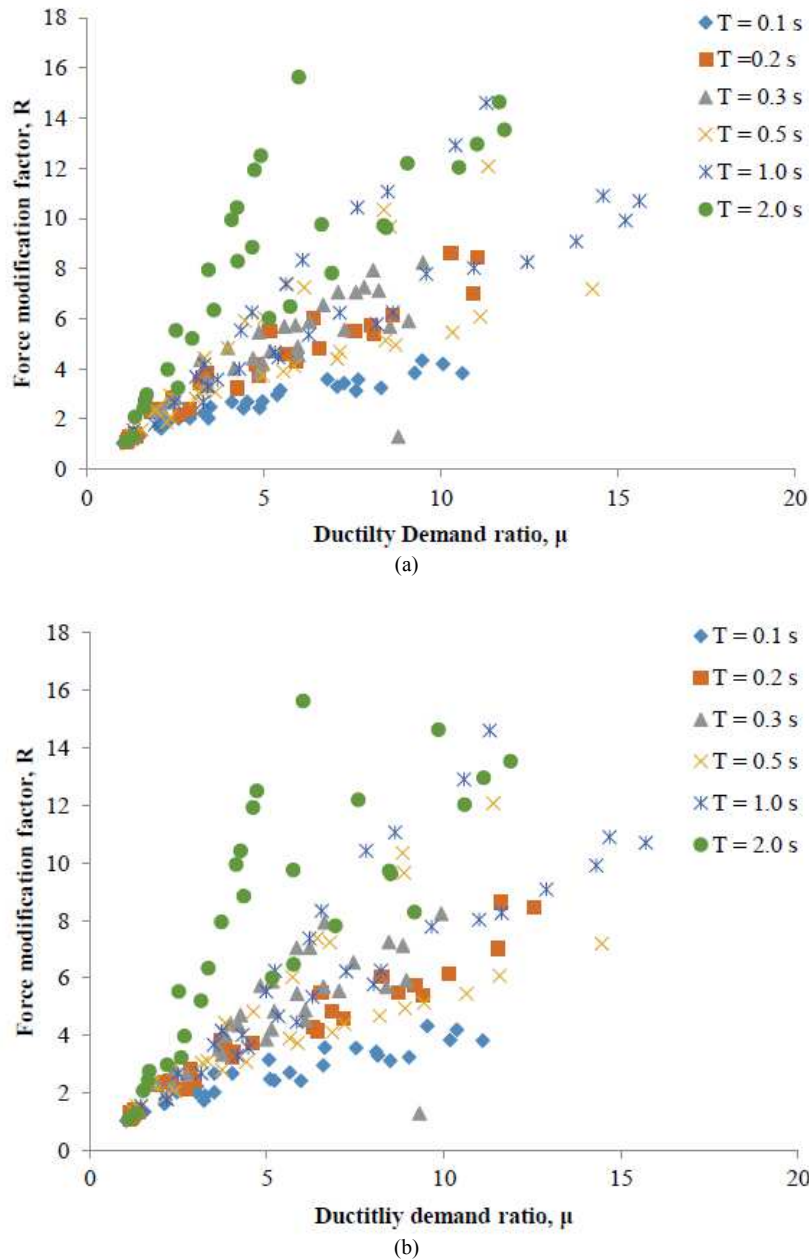 18
16
14
12
10
8
6
4
2
0
Force modification factor, R
T = 0.1 s
T =0.2 s
T = 0.3 s
T = 0.5 s
T = 1.0 s
T = 2.0 s
0 5 10 15 20
Ductilty Demand ratio, μ
(a)
18
16
14
12
10
8
6
4
2
0
Force modification factor, R
T = 0.1 s
T = 0.2 s
T = 0.3 s
T = 0.5 s
T = 1.0 s
T = 2.0 s
0 5 10 15 20
Ductitliy demand ratio, μ
(b)